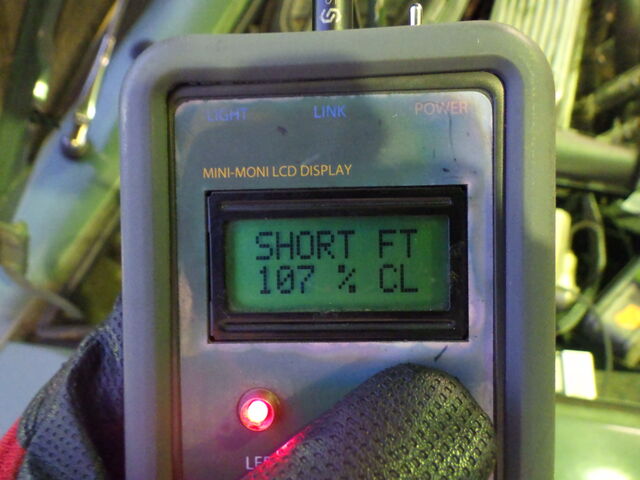 LIGHT LINK POWER
MINI-MONI LCD DISPLAY
SHORT FT
107 % CL